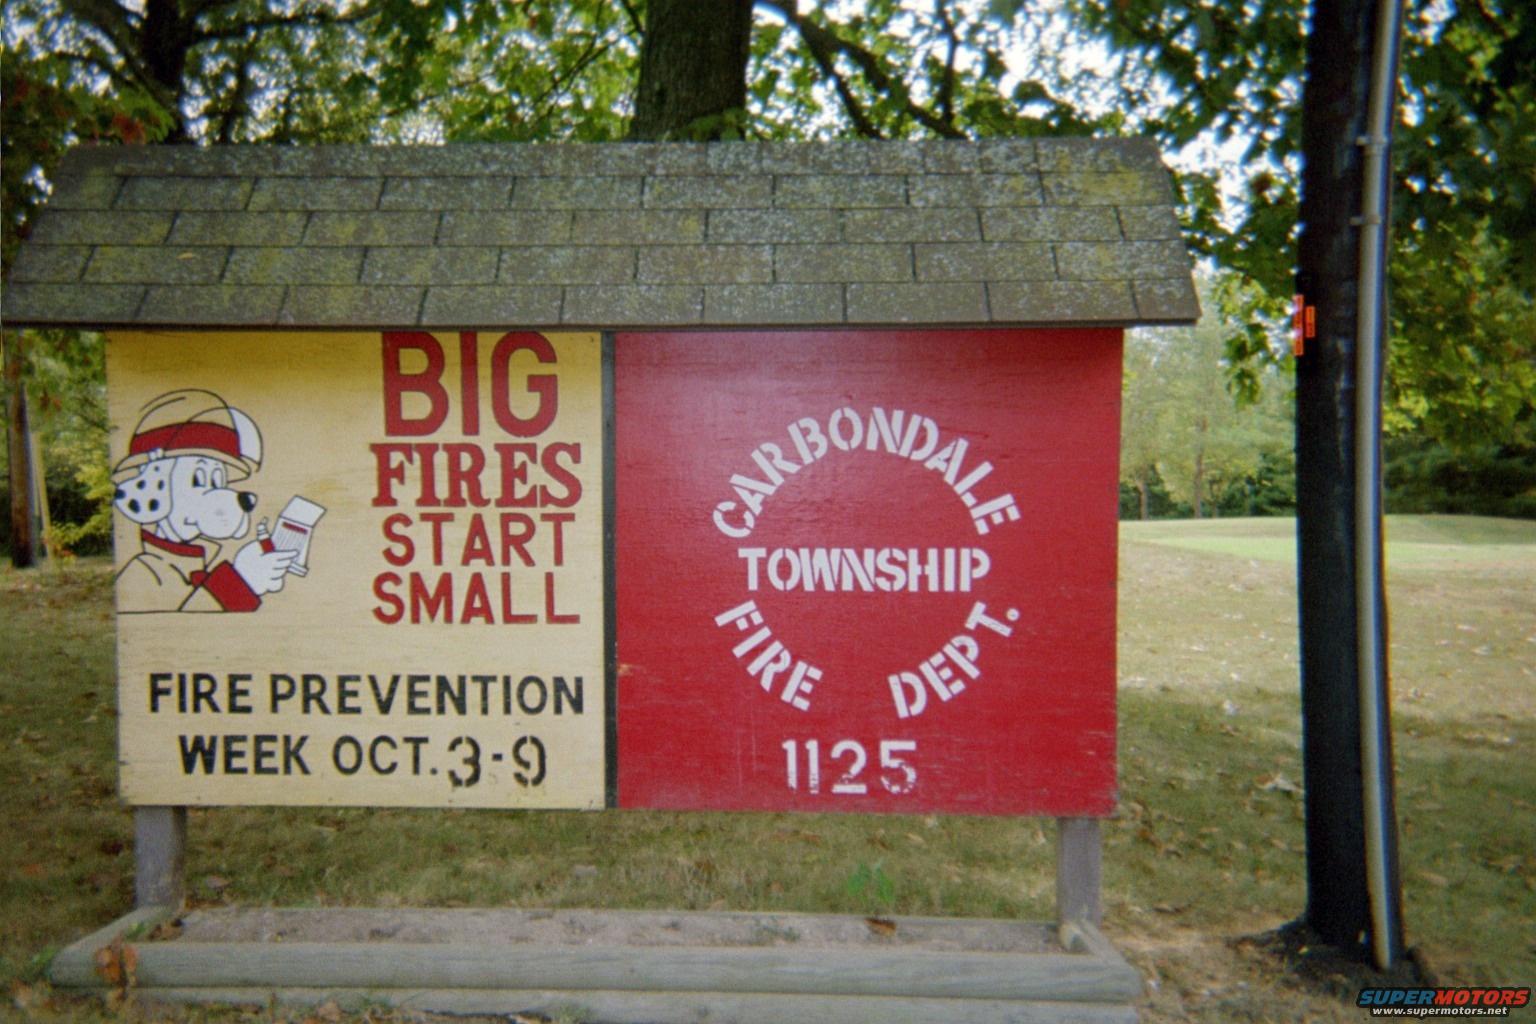 BIG
FIRES
START
SMALL
FIRE PREVENTION
WEEK OCT. 3-9
CARBONDALE
TOWNSHIP
FIRE DEPT.
1125
SUPERMOTORS
www.supermotors.net